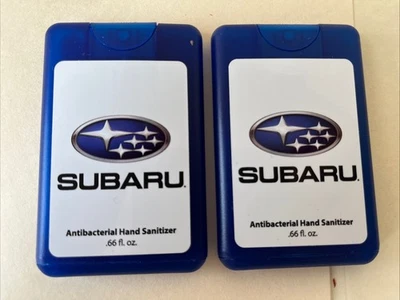 SUBARU.
Antibacterial Hand Sanitizer
.66 fl. oz.
SUBARU.
Antibacterial Hand Sanitizer
.66 fl. oz.